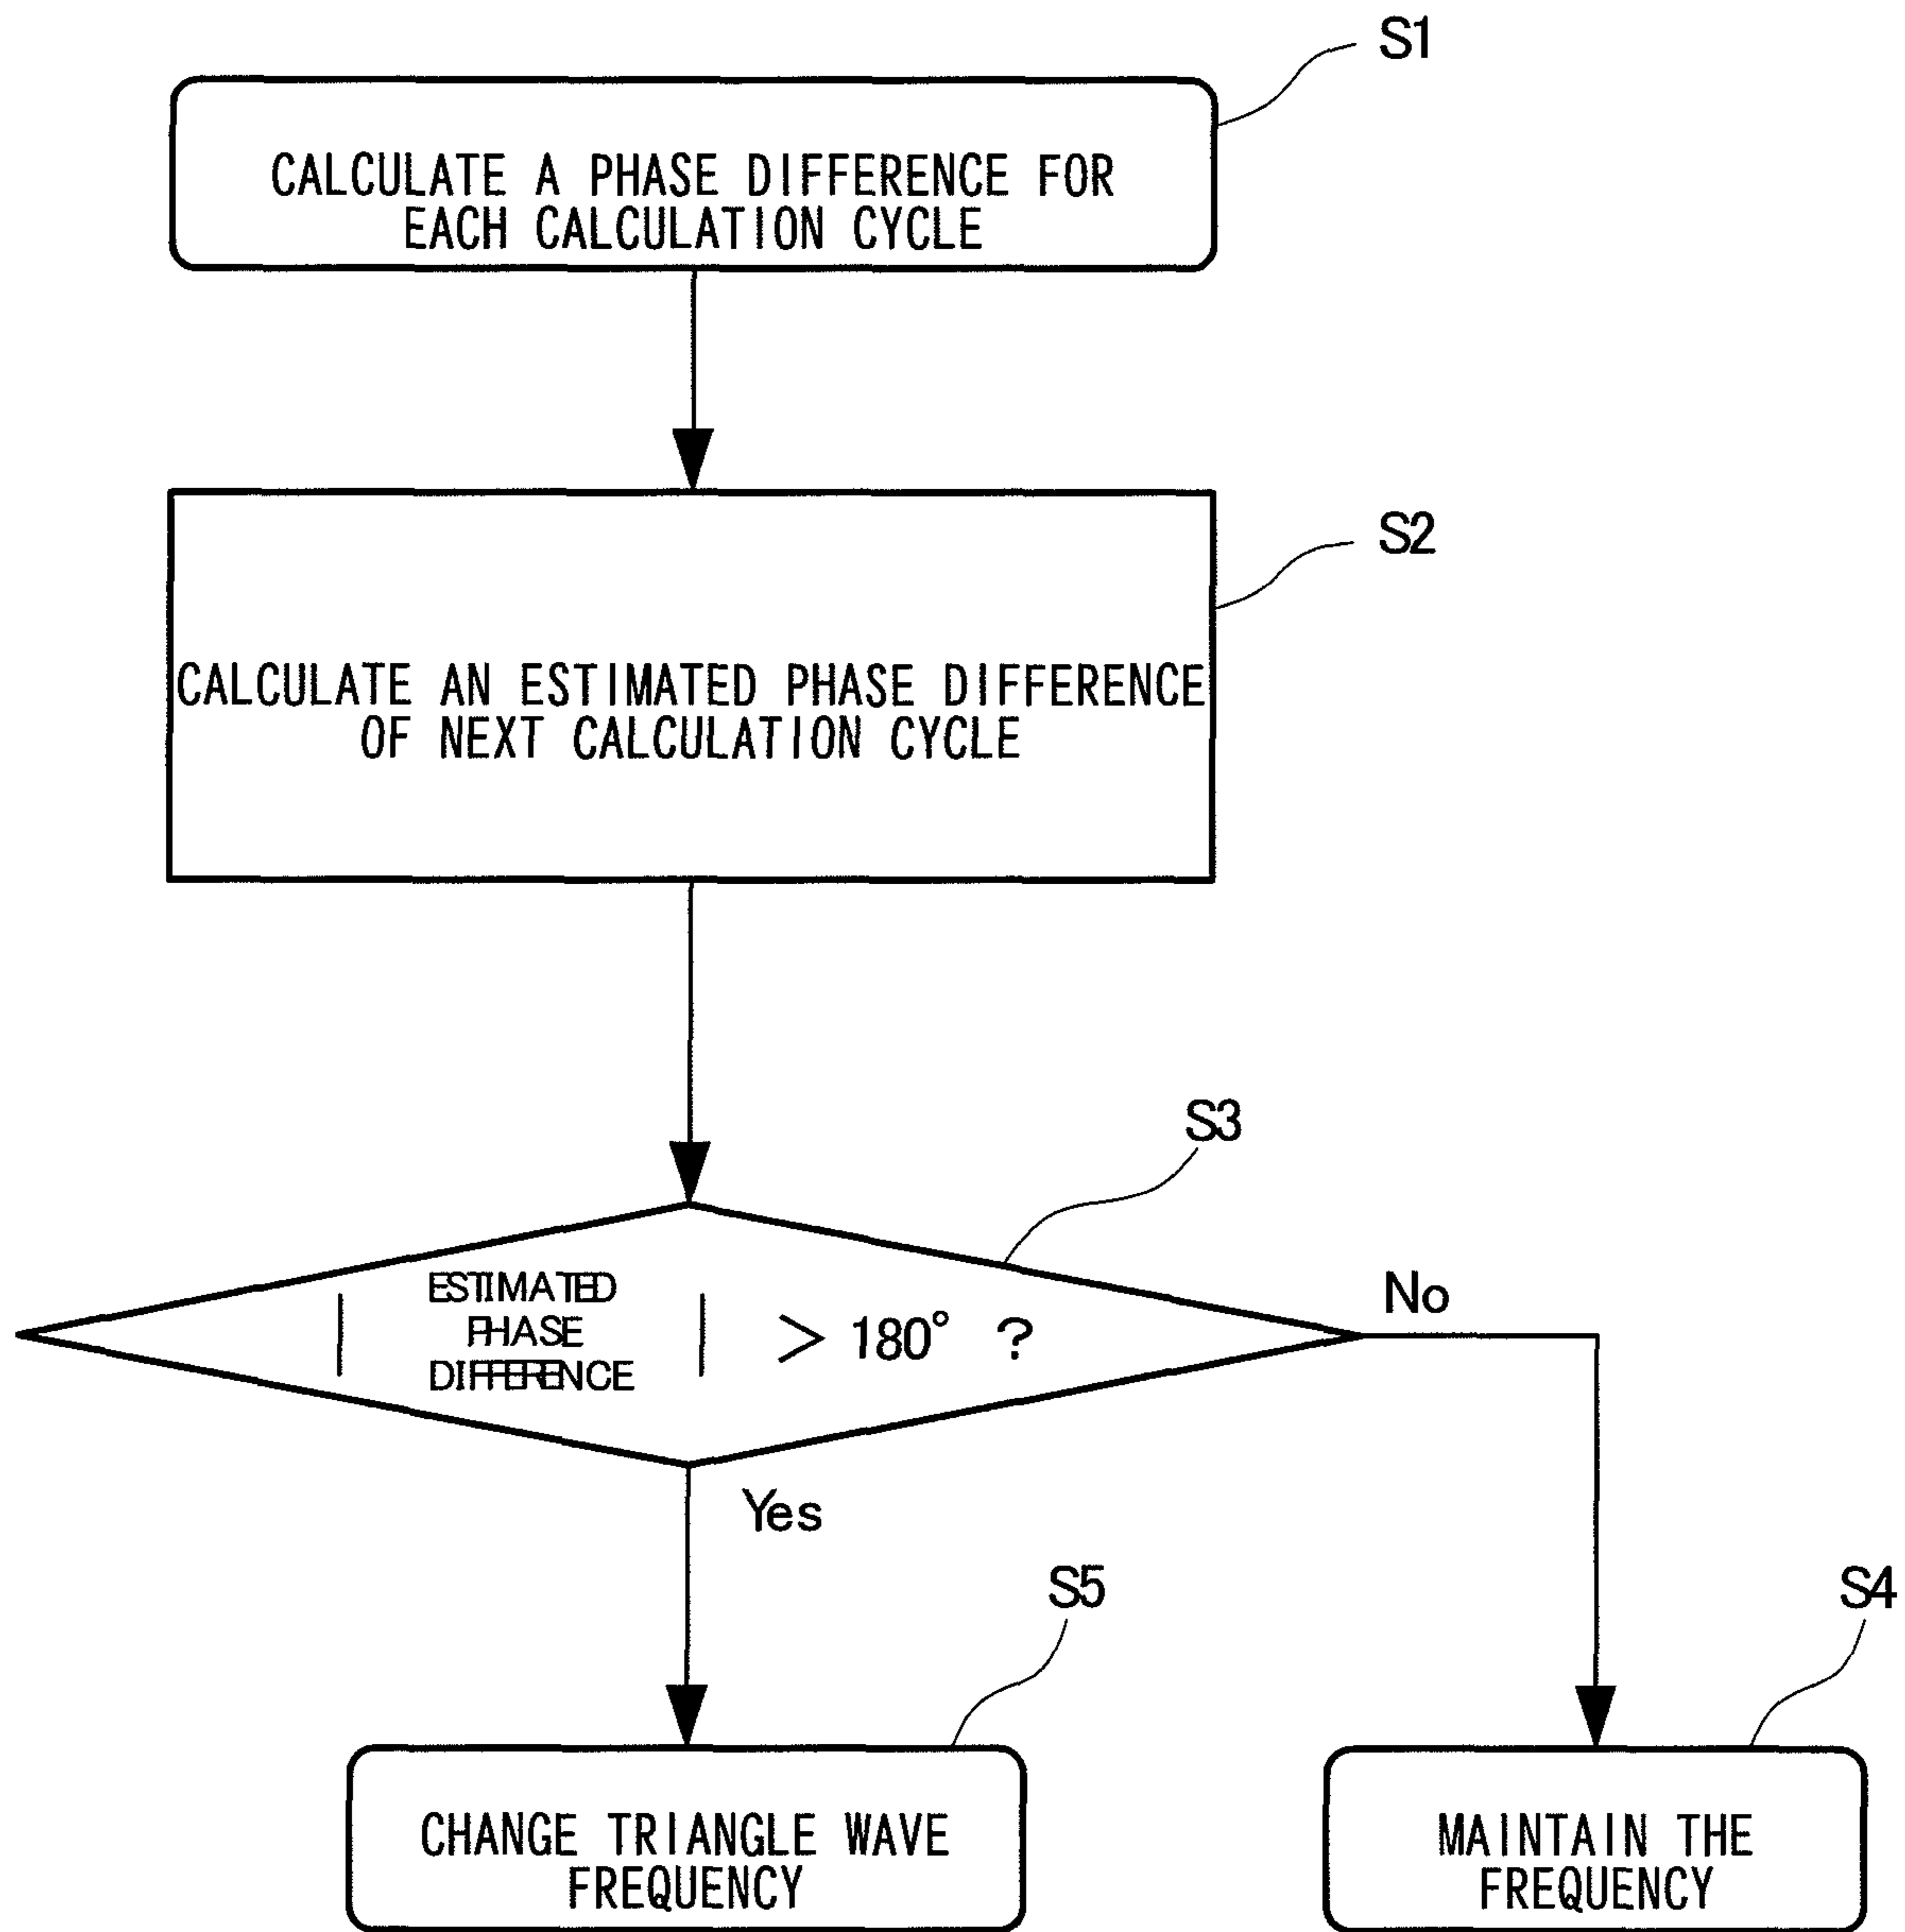 S1
CALCULATE A PHASE DIFFERENCE FOR
EACH CALCULATION CYCLE
S2
CALCULATE AN ESTIMATED PHASE DIFFERENCE
OF NEXT CALCULATION CYCLE
S3
| ESTIMATED
PHASE
DIFFERENCE | > 180° ?
No
Yes
S5
S4
CHANGE TRIANGLE WAVE
FREQUENCY
MAINTAIN THE
FREQUENCY